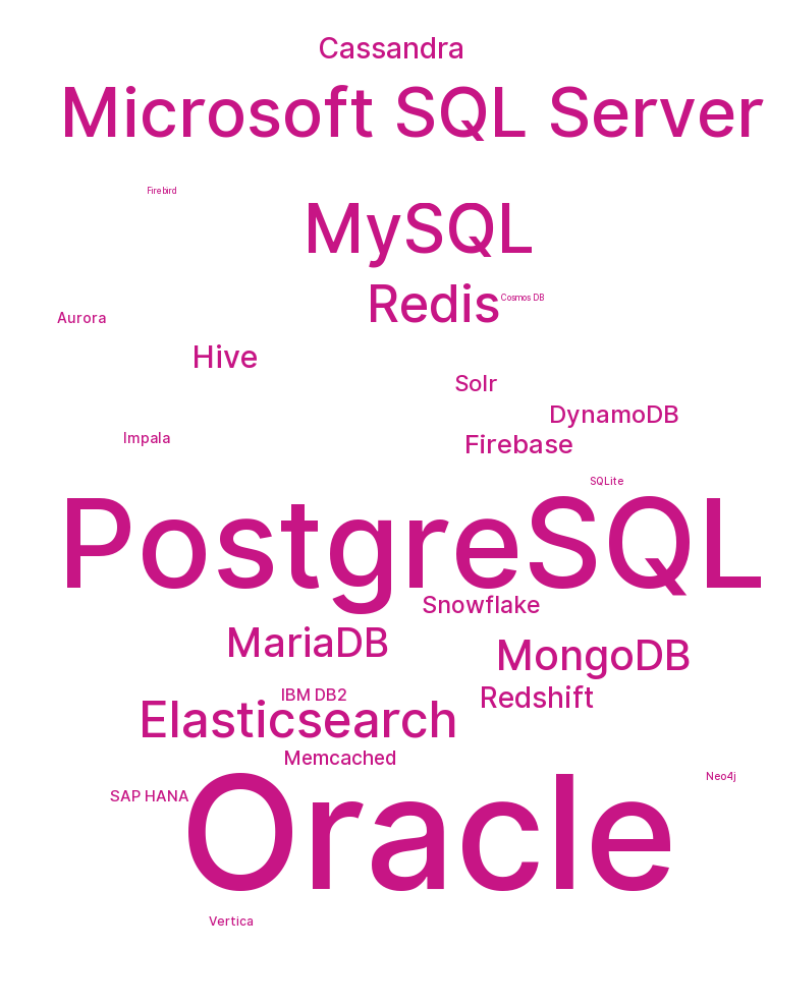 Cassandra
Microsoft SQL Server
Firebird
MySQL
Redis
Cosmos DB
Aurora
Hive
Solr
DynamoDB
Impala
Firebase
SQLite
PostgreSQL
Snowflake
MariaDB
MongoDB
IBM DB2
Redshift
Elasticsearch
Memcached
Neo4j
SAP HANA
Oracle
Vertica